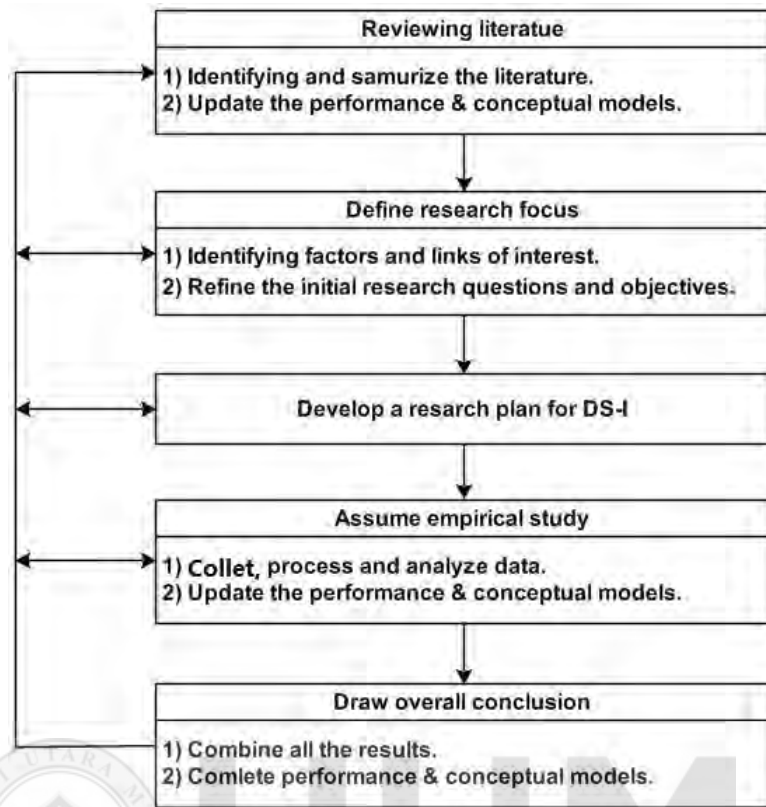 Reviewing literatue
1) Identifying and samurize the literature.
2) Update the performance & conceptual models.
Define research focus
1) Identifying factors and links of interest.
2) Refine the initial research questions and objectives.
Develop a resarch plan for DS-I
Assume empirical study
1) Collet, process and analyze data.
2) Update the performance & conceptual models.
Draw overall conclusion
1) Combine all the results.
2) Comlete performance & conceptual models.
UTARA